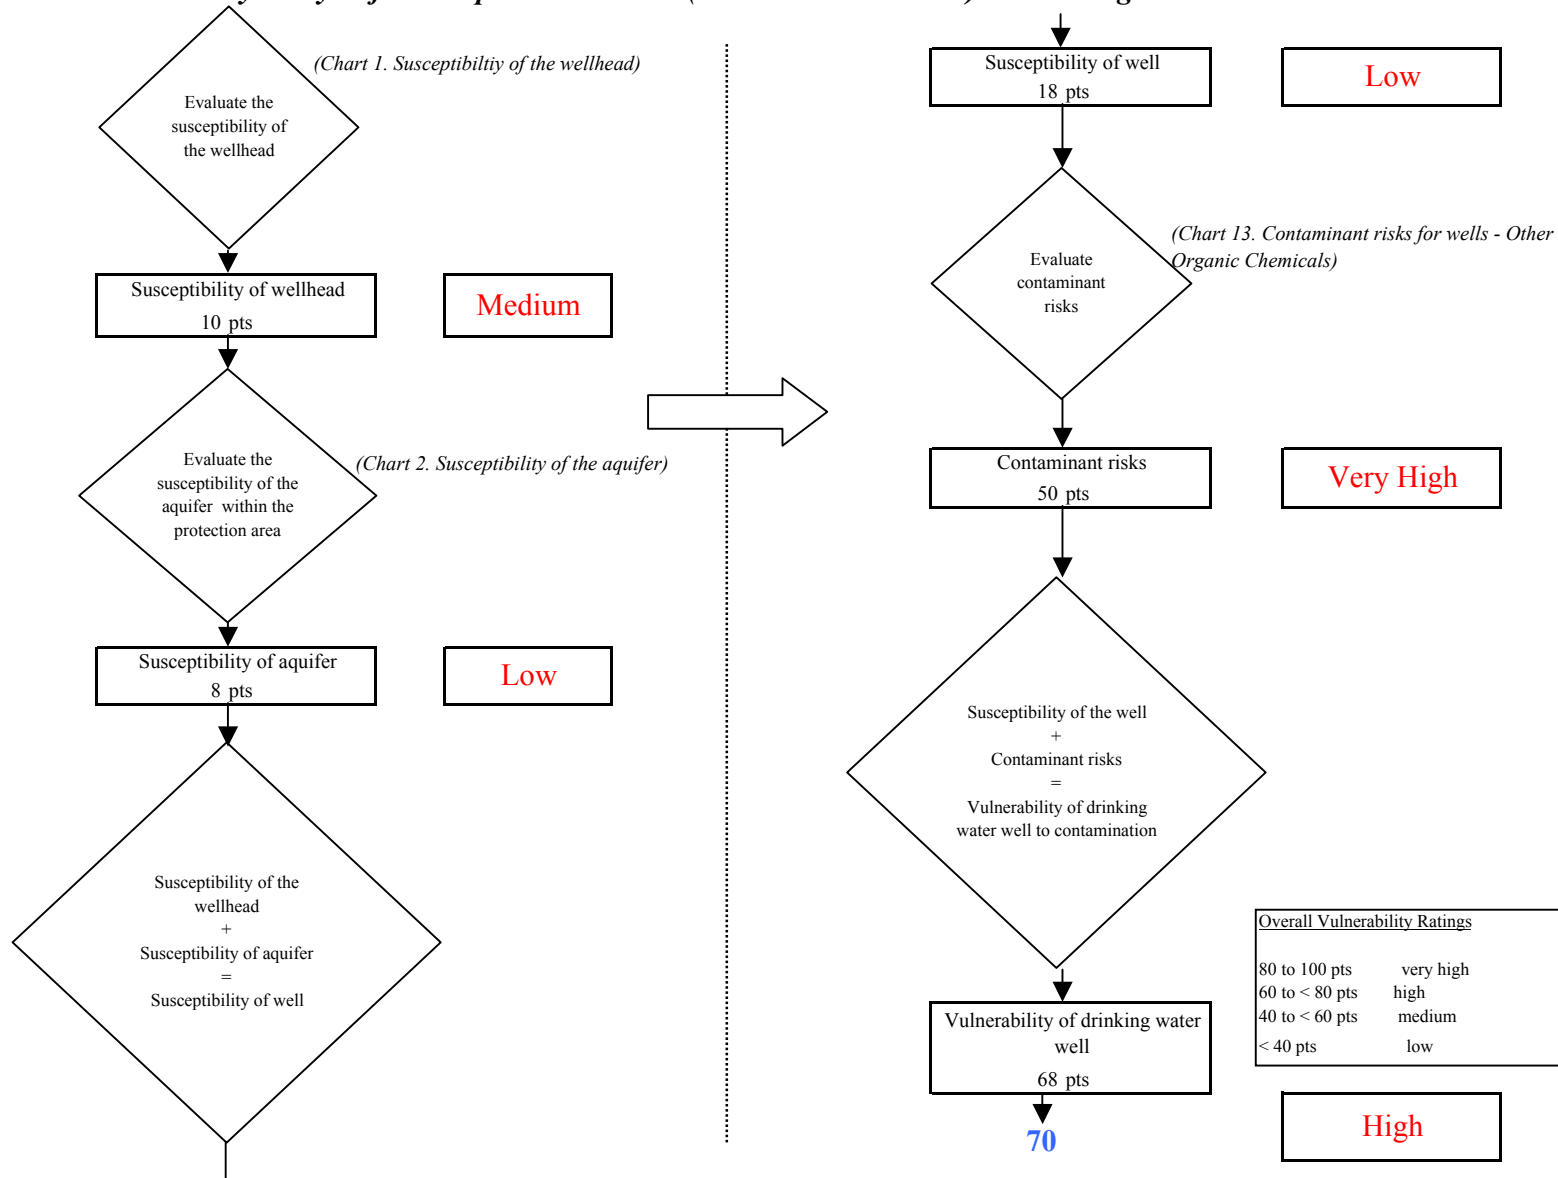 (Chart 1. Susceptibiltiy of the wellhead)
Evaluate the
susceptibility of
the wellhead
Susceptibility of wellhead
10 pts
Medium
Evaluate the
susceptibility of the
aquifer within the
protection area
(Chart 2. Susceptibility of the aquifer)
Susceptibility of aquifer
8 pts
Low
Susceptibility of the
wellhead
+
Susceptibility of aquifer
=
Susceptibility of well
Susceptibility of well
18 pts
Low
Evaluate
contaminant
risks
(Chart 13. Contaminant risks for wells - Other
Organic Chemicals)
Contaminant risks
50 pts
Very High
Susceptibility of the well
+
Contaminant risks
=
Vulnerability of drinking
water well to contamination
Overall Vulnerability Ratings
80 to 100 pts very high
60 to < 80 pts high
40 to < 60 pts medium
< 40 pts low
Vulnerability of drinking water
well
68 pts
70
High